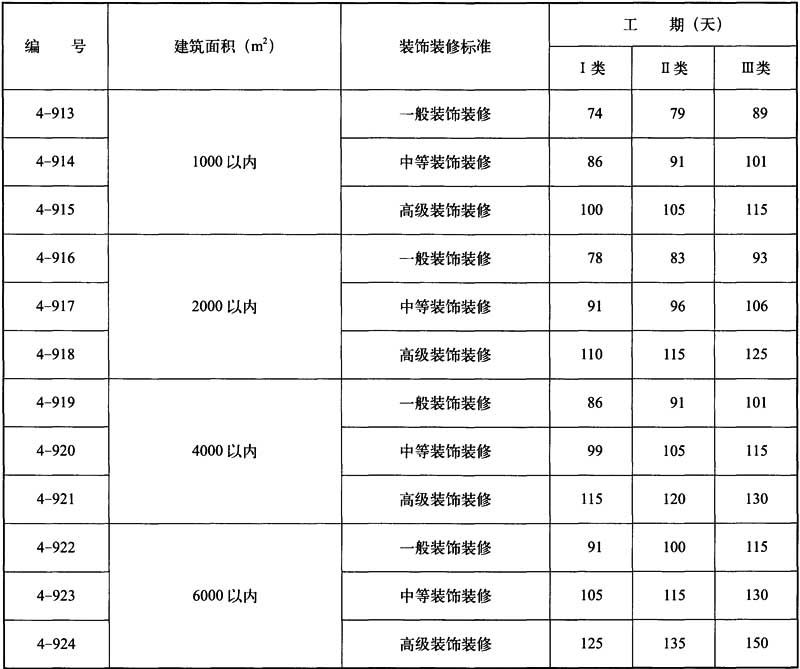 编 号 建筑面积（m²） 装饰装修标准 工 期（天）
Ⅰ类 Ⅱ类 Ⅲ类
4-913 1000以内 一般装饰装修 74 79 89
4-914 中等装饰装修 86 91 101
4-915 高级装饰装修 100 105 115
4-916 2000以内 一般装饰装修 78 83 93
4-917 中等装饰装修 91 96 106
4-918 高级装饰装修 110 115 125
4-919 4000以内 一般装饰装修 86 91 101
4-920 中等装饰装修 99 105 115
4-921 高级装饰装修 115 120 130
4-922 6000以内 一般装饰装修 91 100 115
4-923 中等装饰装修 105 115 130
4-924 高级装饰装修 125 135 150